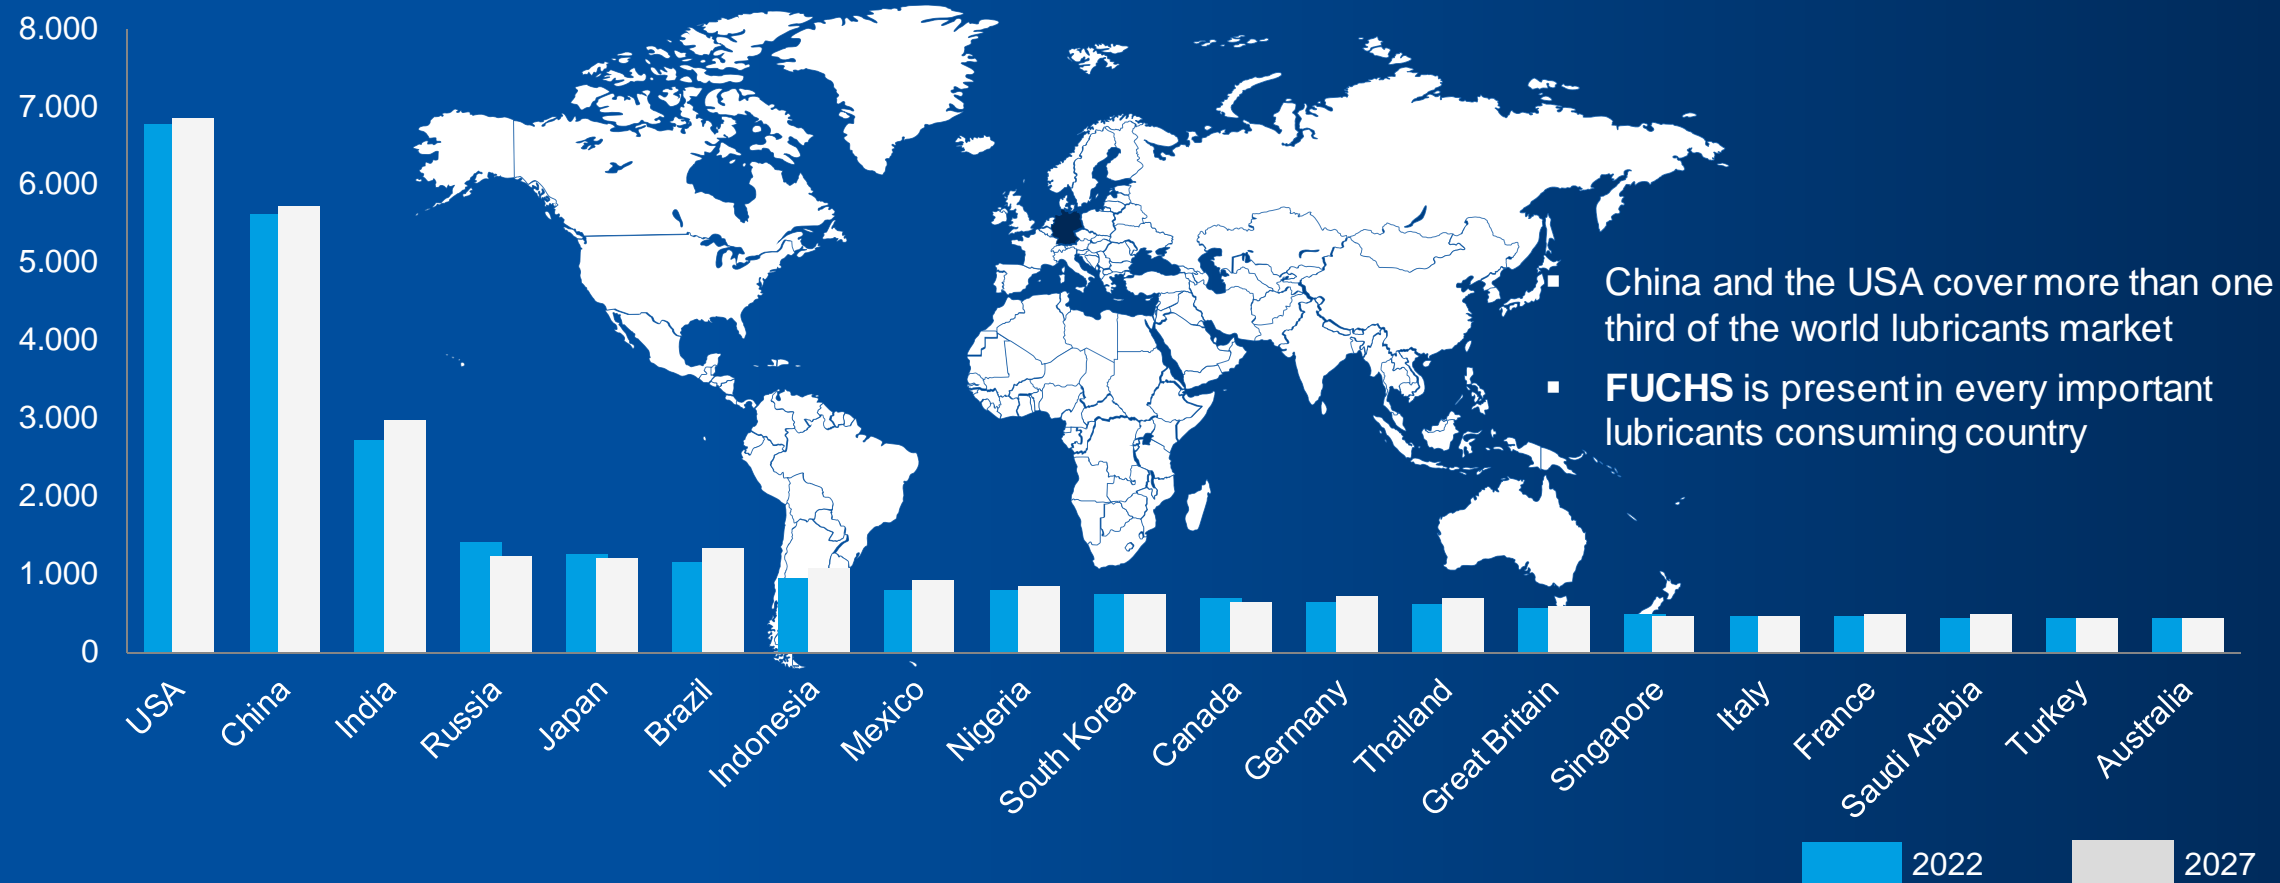 8.000
7.000
6.000
5.000
4.000
3.000
2.000
1.000
0
▪ China and the USA cover more than one
third of the world lubricants market
▪ FUCHS is present in every important
lubricants consuming country
USA
China
India
Russia
Japan
Brazil
Indonesia
Mexico
Nigeria
South Korea
Canada
Germany
Thailand
Great Britain
Singapore
Italy
France
Saudi Arabia
Turkey
Australia
2022
2027